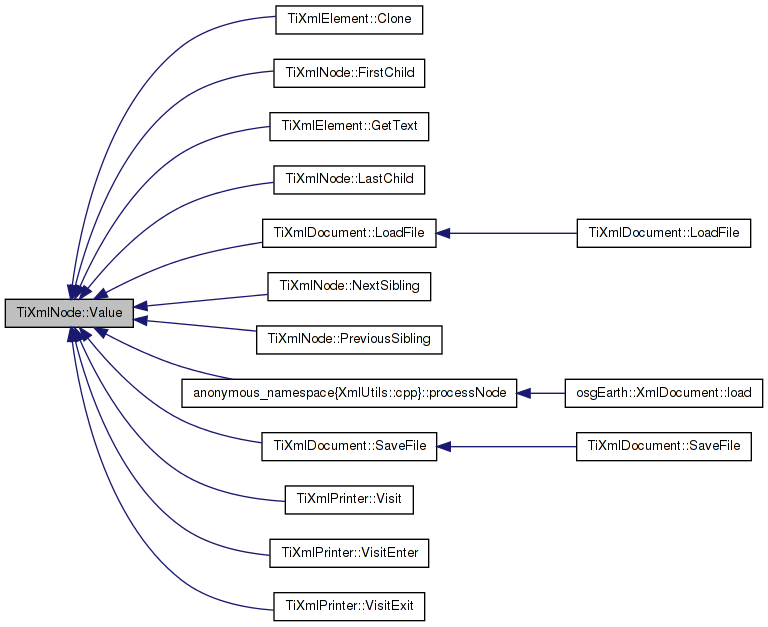 TiXmlElement::Clone
TiXmlNode::FirstChild
TiXmlElement::GetText
TiXmlNode::LastChild
TiXmlDocument::LoadFile
TiXmlDocument::LoadFile
TiXmlNode::NextSibling
TiXmlNode::Value
TiXmlNode::PreviousSibling
anonymous_namespace{XmlUtils::cpp}::processNode
osgEarth::XmlDocument::load
TiXmlDocument::SaveFile
TiXmlDocument::SaveFile
TiXmlPrinter::Visit
TiXmlPrinter::VisitEnter
TiXmlPrinter::VisitExit